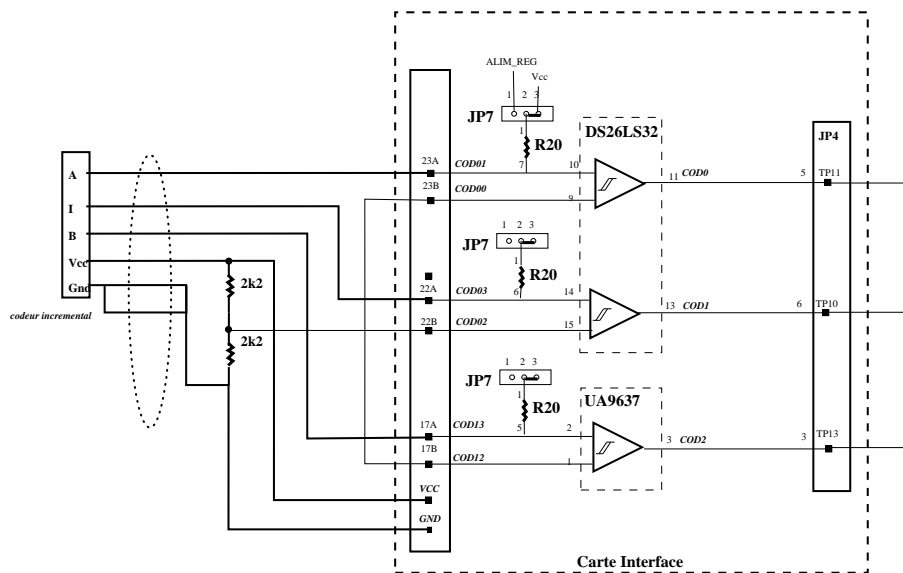 ALIM_REG
Vcc
1 2 3
JP7
1
R20
DS26LS32
JP4
7
A
I
B
Vcc
Gnd
codeur incremental
2k2
2k2
23A COD01
23B COD00
10
9
11 COD0
5 TP11
1 2 3
JP7
1
R20
6
22A COD03
22B COD02
14
15
13 COD1
6 TP10
1 2 3
JP7
1
R20
5
UA9637
17A COD13
17B COD12
2
1
3 COD2
3 TP13
VCC
GND
Carte Interface